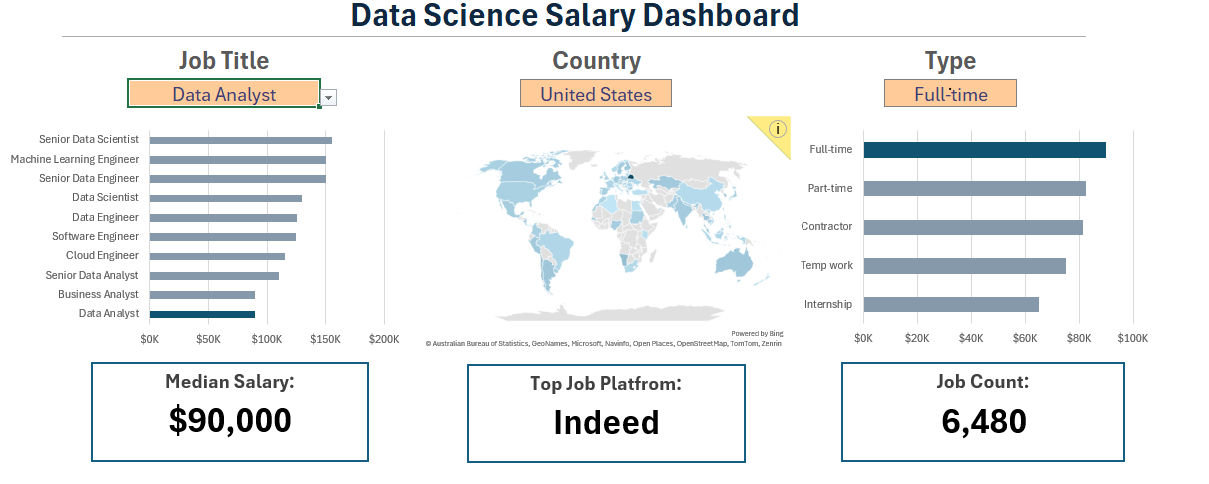 Data Science Salary Dashboard
Job Title
Country
Type
Data Analyst
United States
Full-time
Senior Data Scientist
Machine Learning Engineer
Senior Data Engineer
Data Scientist
Data Engineer
Software Engineer
Cloud Engineer
Senior Data Analyst
Business Analyst
Data Analyst
$0K $50K $100K $150K $200K
i
Powered by Bing
© Australian Bureau of Statistics, GeoNames, Microsoft, Navinfo, Open Places, OpenStreetMap, TomTom, Zenrin
Full-time
Part-time
Contractor
Temp work
Internship
$0K $20K $40K $60K $80K $100K
Median Salary:
$90,000
Top Job Platfrom:
Indeed
Job Count:
6,480